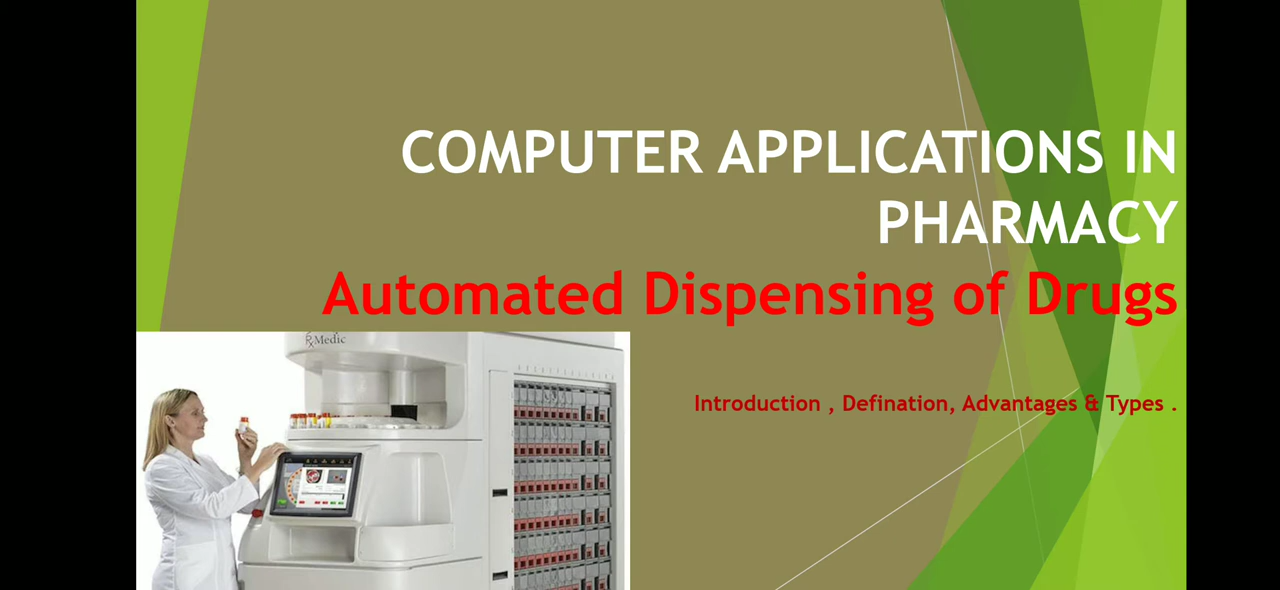 COMPUTER APPLICATIONS IN
PHARMACY
Automated Dispensing of Drugs
Introduction , Defination, Advantages & Types .
RxMedic